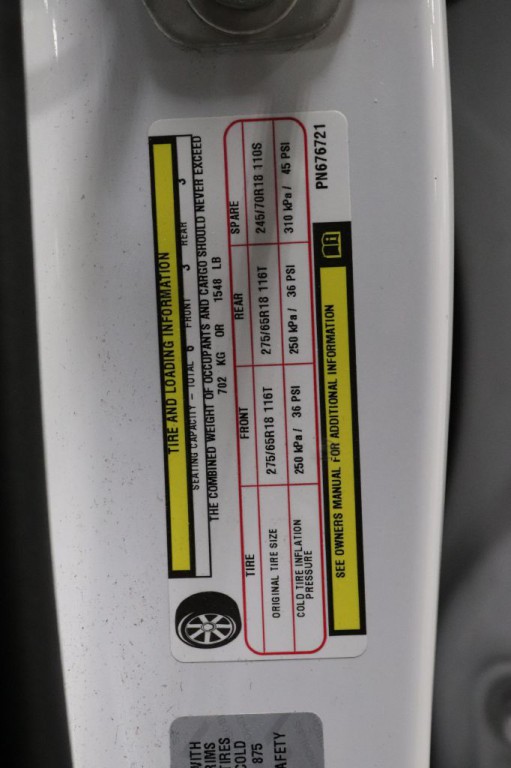 TIRE AND LOADING INFORMATION
SEATING CAPACITY – TOTAL 6 FRONT 3 REAR 3
THE COMBINED WEIGHT OF OCCUPANTS AND CARGO SHOULD NEVER EXCEED
702 KG OR 1548 LB
TIRE FRONT REAR SPARE
ORIGINAL TIRE SIZE 275/65R18 116T 275/65R18 116T 245/70R18 110S
COLD TIRE INFLATION
PRESSURE 250 kPa / 36 PSI 250 kPa / 36 PSI 310 kPa / 45 PSI
SEE OWNERS MANUAL FOR ADDITIONAL INFORMATION
PN676721
WITH
RIMS
TIRES
COLD
875
AFETY